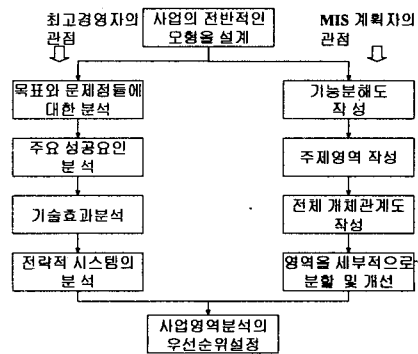 최고경영자의
관점
사업의 전반적인
모형을 설계
MIS 계획자의
관점
목표와 문제점들에
대한 분석
기능분해도
작 성
주요 성공요인
분 석
주제영역 작성
기술효과분석
전체 개체관계도
작성
전략적 시스템의
분 석
영역을 세부적으로
분할 및 개선
사업영역분석의
우선순위설정